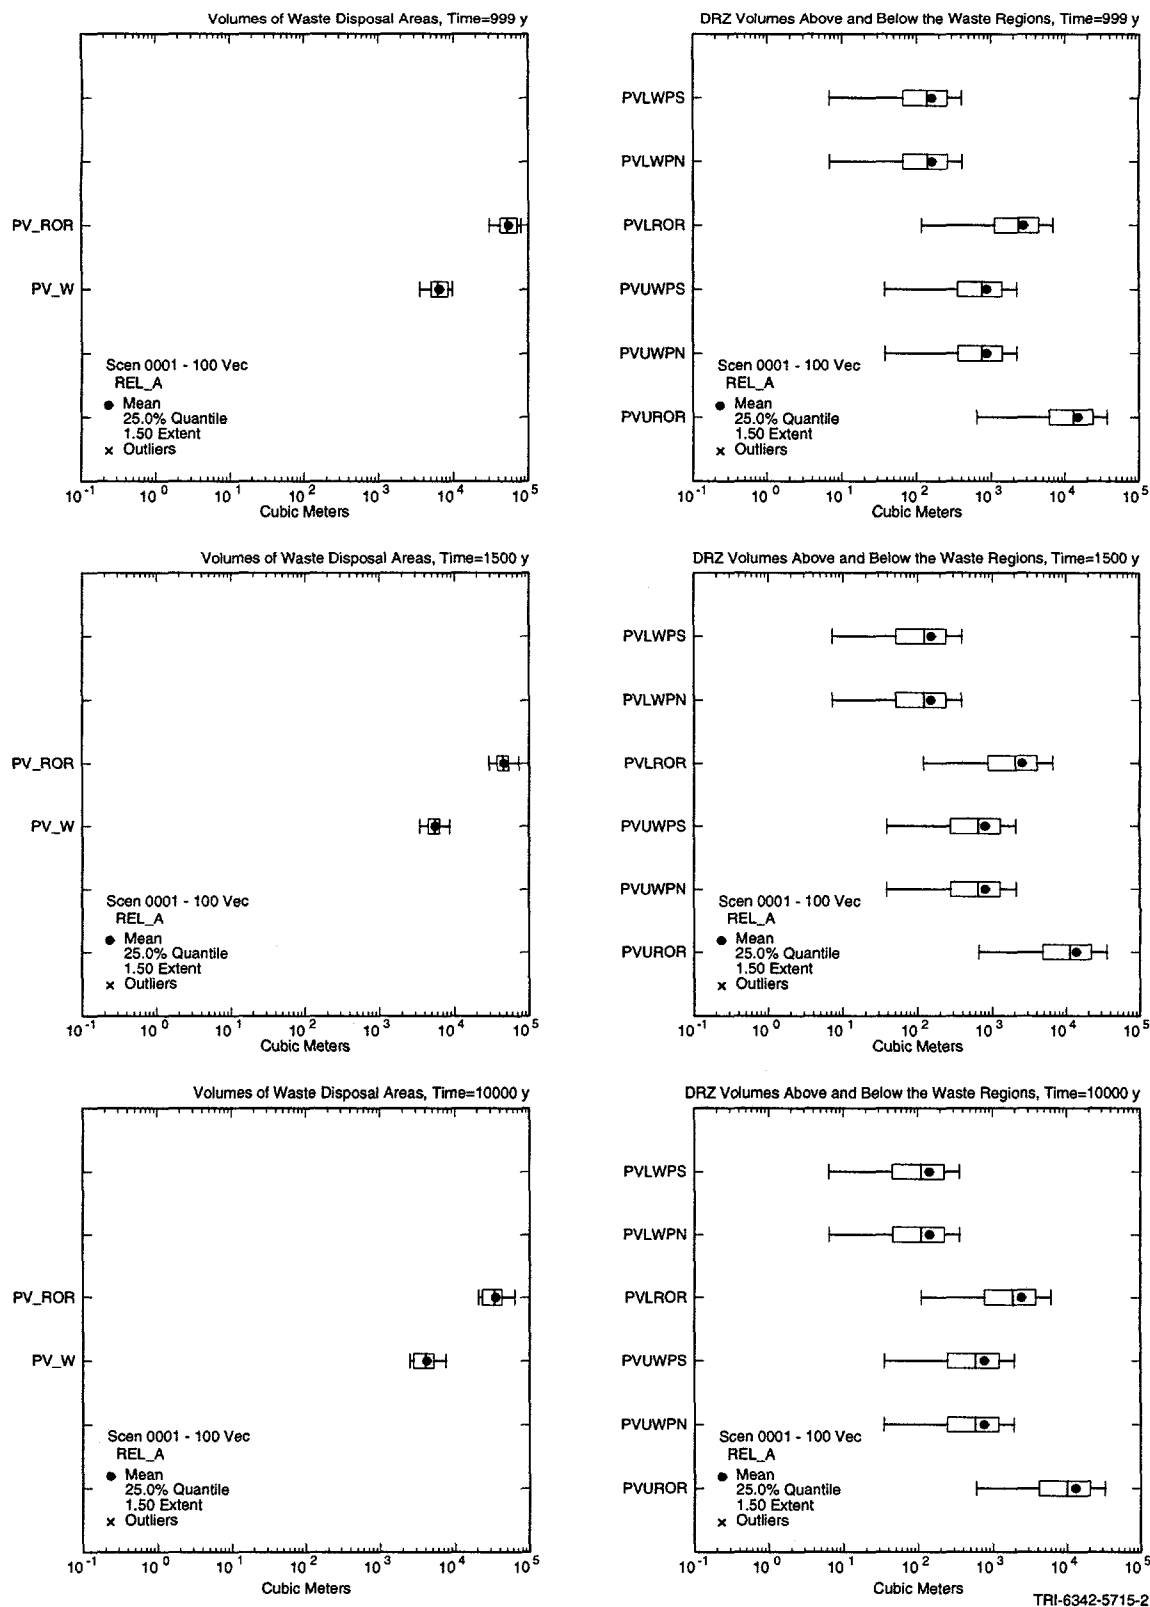 Volumes of Waste Disposal Areas, Time=999 y
PV_ROR
PV_W
Scen 0001 - 100 Vec
REL_A
● Mean
25.0% Quantile
1.50 Extent
× Outliers
10⁻¹ 10⁰ 10¹ 10² 10³ 10⁴ 10⁵
Cubic Meters
DRZ Volumes Above and Below the Waste Regions, Time=999 y
PVLWPS
PVLWPN
PVLROR
PVUWPS
PVUWPN
PVUROR
Scen 0001 - 100 Vec
REL_A
● Mean
25.0% Quantile
1.50 Extent
× Outliers
10⁻¹ 10⁰ 10¹ 10² 10³ 10⁴ 10⁵
Cubic Meters
Volumes of Waste Disposal Areas, Time=1500 y
PV_ROR
PV_W
Scen 0001 - 100 Vec
REL_A
● Mean
25.0% Quantile
1.50 Extent
× Outliers
10⁻¹ 10⁰ 10¹ 10² 10³ 10⁴ 10⁵
Cubic Meters
DRZ Volumes Above and Below the Waste Regions, Time=1500 y
PVLWPS
PVLWPN
PVLROR
PVUWPS
PVUWPN
PVUROR
Scen 0001 - 100 Vec
REL_A
● Mean
25.0% Quantile
1.50 Extent
× Outliers
10⁻¹ 10⁰ 10¹ 10² 10³ 10⁴ 10⁵
Cubic Meters
Volumes of Waste Disposal Areas, Time=10000 y
PV_ROR
PV_W
Scen 0001 - 100 Vec
REL_A
● Mean
25.0% Quantile
1.50 Extent
× Outliers
10⁻¹ 10⁰ 10¹ 10² 10³ 10⁴ 10⁵
Cubic Meters
DRZ Volumes Above and Below the Waste Regions, Time=10000 y
PVLWPS
PVLWPN
PVLROR
PVUWPS
PVUWPN
PVUROR
Scen 0001 - 100 Vec
REL_A
● Mean
25.0% Quantile
1.50 Extent
× Outliers
10⁻¹ 10⁰ 10¹ 10² 10³ 10⁴ 10⁵
Cubic Meters
TRI-6342-5715-2